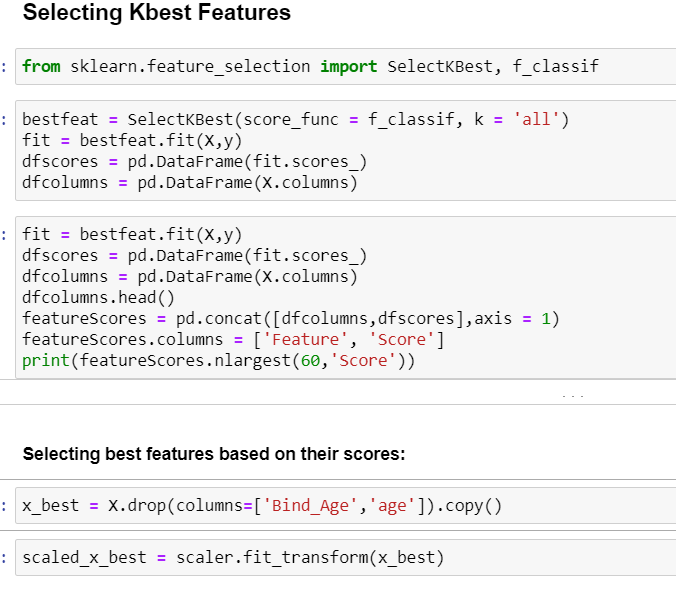 Selecting Kbest Features
: from sklearn.feature_selection import SelectKBest, f_classif
: bestfeat = SelectKBest(score_func = f_classif, k = 'all')
fit = bestfeat.fit(X,y)
dfscores = pd.DataFrame(fit.scores_)
dfcolumns = pd.DataFrame(X.columns)
: fit = bestfeat.fit(X,y)
dfscores = pd.DataFrame(fit.scores_)
dfcolumns = pd.DataFrame(X.columns)
dfcolumns.head()
featureScores = pd.concat([dfcolumns,dfscores],axis = 1)
featureScores.columns = ['Feature', 'Score']
print(featureScores.nlargest(60,'Score'))
...
Selecting best features based on their scores:
: x_best = X.drop(columns=['Bind_Age','age']).copy()
: scaled_x_best = scaler.fit_transform(x_best)